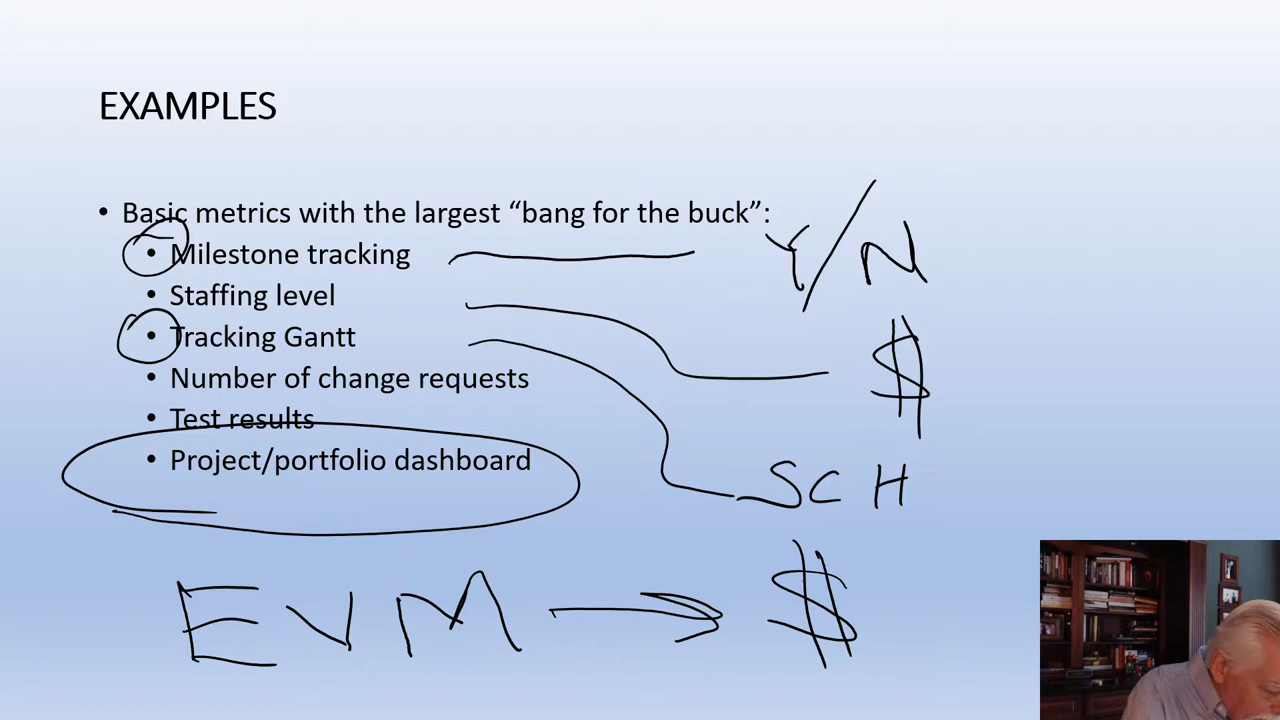 EXAMPLES
• Basic metrics with the largest “bang for the buck”:
• Milestone tracking
Y/N
• Staffing level
• Tracking Gantt
$
• Number of change requests
• Test results
• Project/portfolio dashboard
SCH
EVM → $